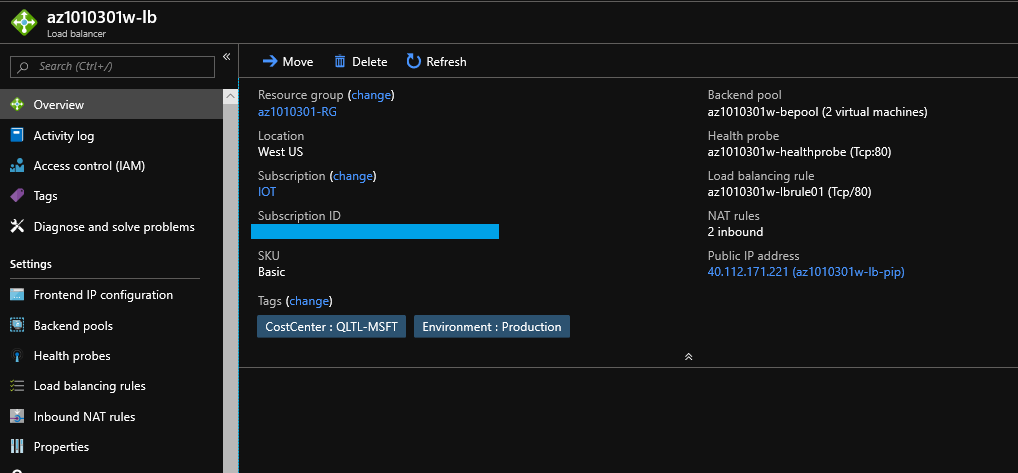 az1010301w-lb
Load balancer
Search (Ctrl+/)
Overview
Activity log
Access control (IAM)
Tags
Diagnose and solve problems
Settings
Frontend IP configuration
Backend pools
Health probes
Load balancing rules
Inbound NAT rules
Properties
Move Delete Refresh
Resource group (change)
az1010301-RG
Location
West US
Subscription (change)
IOT
Subscription ID
SKU
Basic
Tags (change)
CostCenter : QLTL-MSFT Environment : Production
Backend pool
az1010301w-bepool (2 virtual machines)
Health probe
az1010301w-healthprobe (Tcp:80)
Load balancing rule
az1010301w-lbrule01 (Tcp/80)
NAT rules
2 inbound
Public IP address
40.112.171.221 (az1010301w-lb-pip)